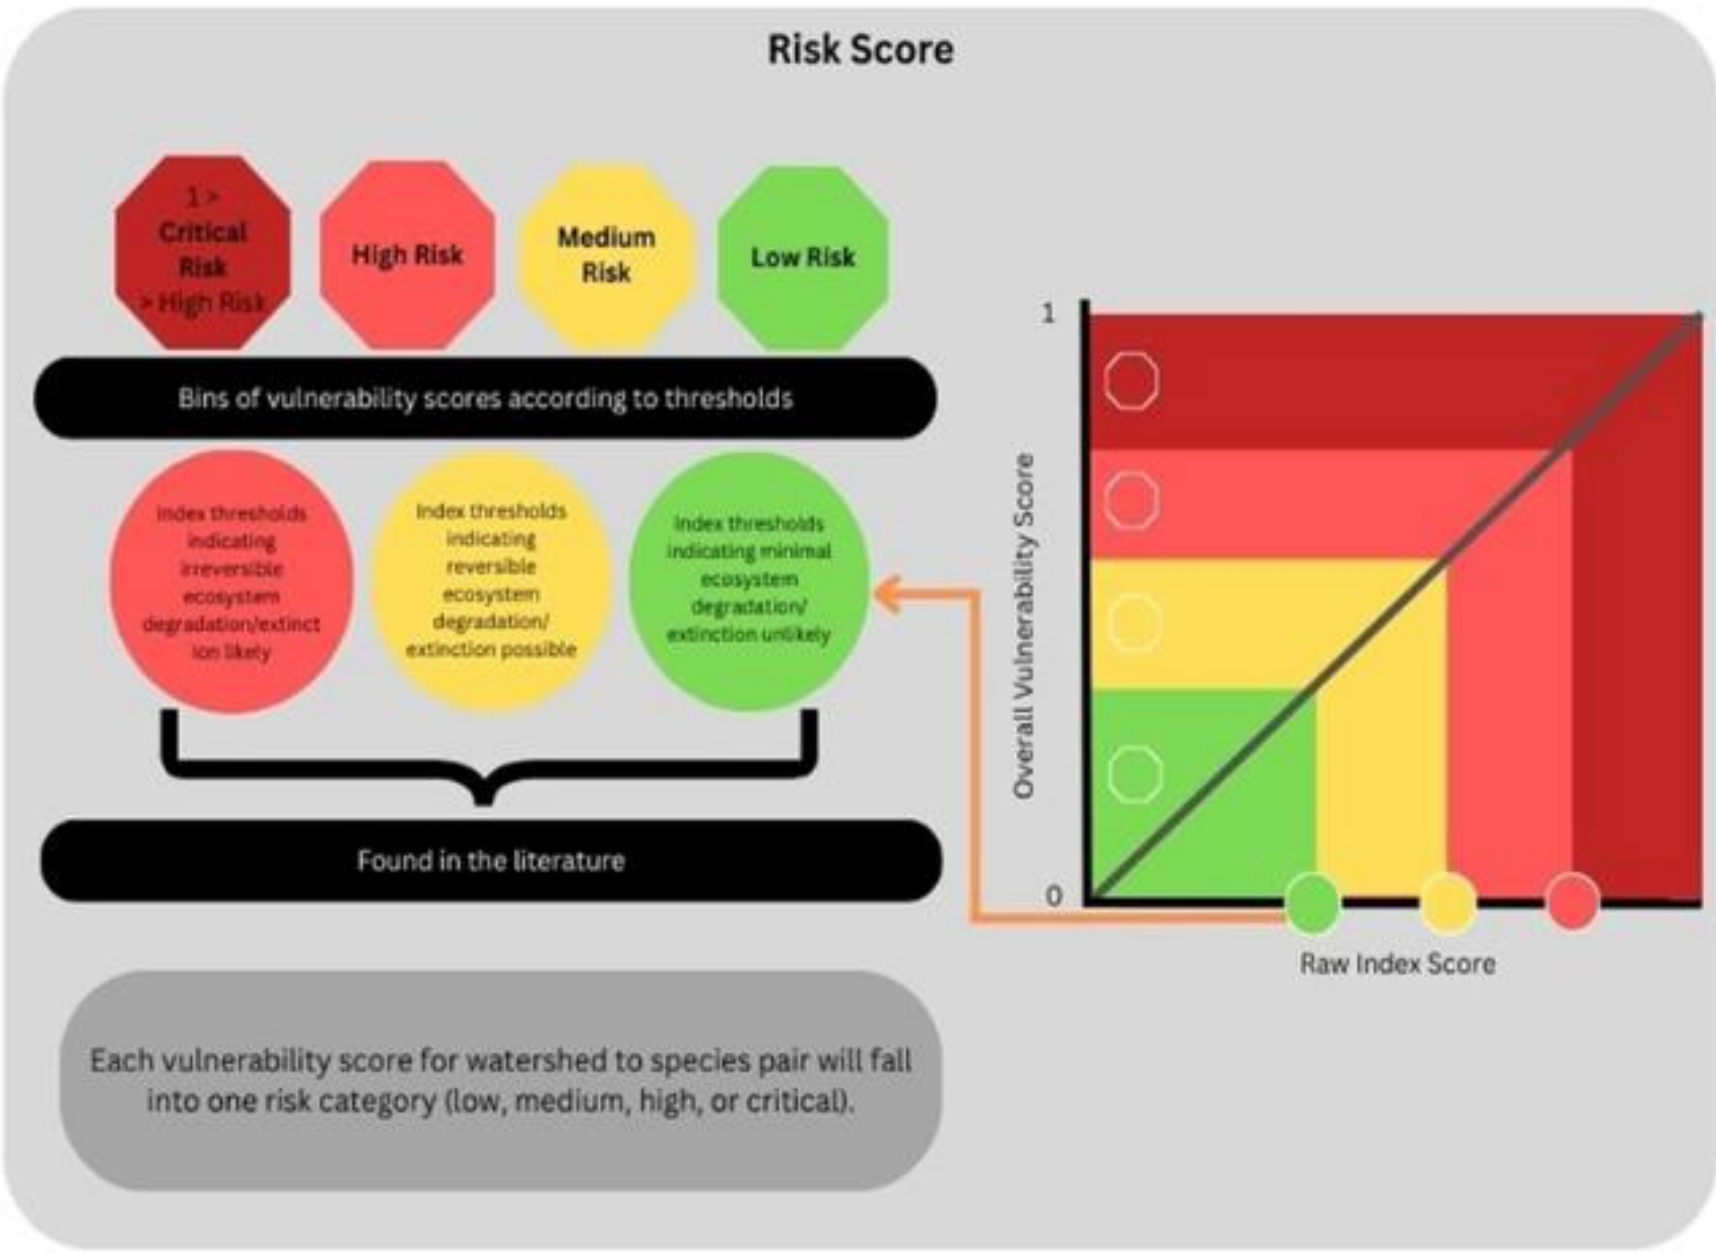 Risk Score
1 >
Critical
Risk
> High Risk
High Risk
Medium
Risk
Low Risk
Bins of vulnerability scores according to thresholds
Index thresholds
indicating
irreversible
ecosystem
degradation/extinct
ion likely
Index thresholds
indicating
reversible
ecosystem
degradation/
extinction possible
Index thresholds
indicating minimal
ecosystem
degradation/
extinction unlikely
Found in the literature
Each vulnerability score for watershed to species pair will fall
into one risk category (low, medium, high, or critical).
1
Overall Vulnerability Score
0
Raw Index Score